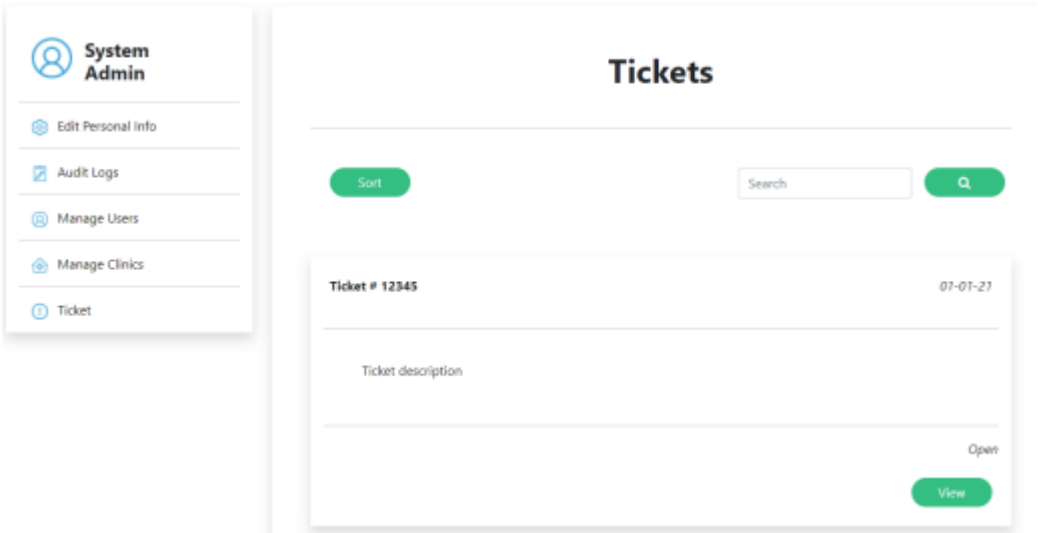 System
Admin
Edit Personal Info
Audit Logs
Manage Users
Manage Clinics
Ticket
Tickets
Sort
Search
Ticket # 12345
01-01-21
Ticket description
Open
View